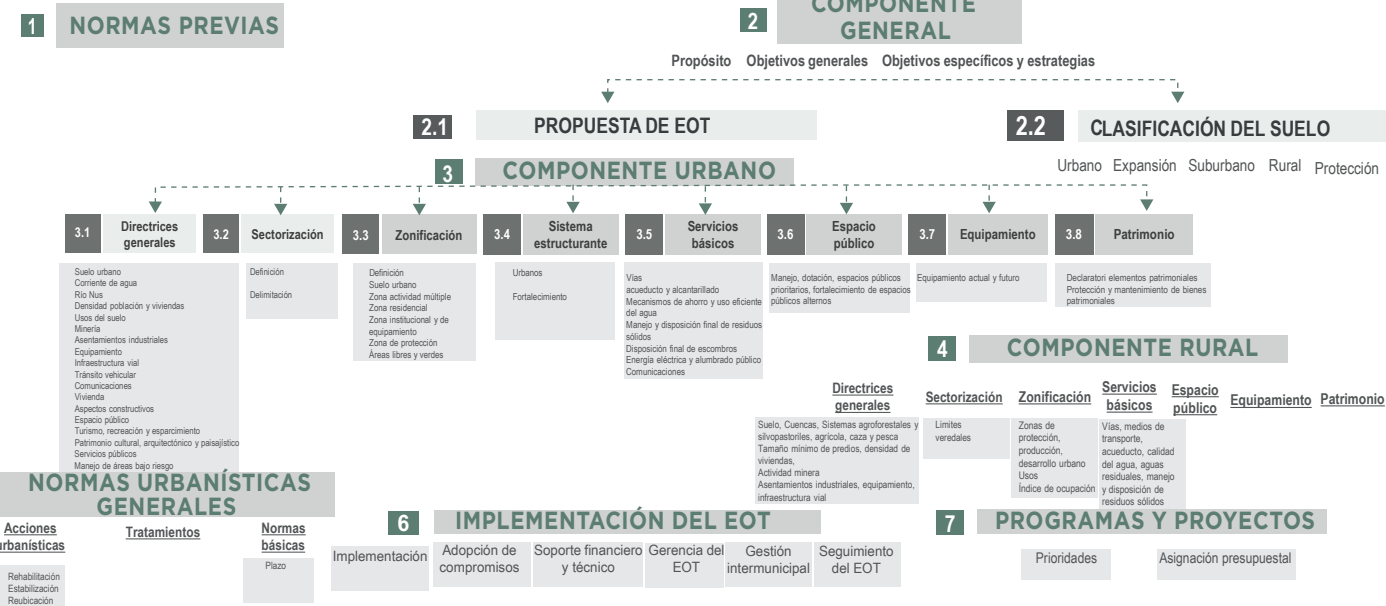 1 NORMAS PREVIAS
2 COMPONENTE
GENERAL
Propósito Objetivos generales Objetivos específicos y estrategias
2.1 PROPUESTA DE EOT
2.2 CLASIFICACIÓN DEL SUELO
Urbano Expansión Suburbano Rural Protección
3 COMPONENTE URBANO
3.1 Directrices
generales
3.2 Sectorización
3.3 Zonificación
3.4 Sistema
estructurante
3.5 Servicios
básicos
3.6 Espacio
público
3.7 Equipamiento
3.8 Patrimonio
Suelo urbano
Corriente de agua
Río Nus
Densidad población y viviendas
Usos del suelo
Minería
Asentamientos industriales
Equipamiento
Infraestructura vial
Tránsito vehicular
Comunicaciones
Vivienda
Aspectos constructivos
Espacio público
Turismo, recreación y esparcimiento
Patrimonio cultural, arquitectónico y paisajístico
Servicios públicos
Manejo de áreas bajo riesgo
Definición
Delimitación
Definición
Suelo urbano
Zona actividad múltiple
Zona residencial
Zona institucional y de
equipamiento
Zona de protección
Áreas libres y verdes
Urbanos
Fortalecimiento
Vías
acueducto y alcantarillado
Mecanismos de ahorro y uso eficiente
del agua
Manejo y disposición final de residuos
sólidos
Disposición final de escombros
Energía eléctrica y alumbrado público
Comunicaciones
Manejo, dotación, espacios públicos
prioritarios, fortalecimiento de espacios
públicos alternos
Equipamiento actual y futuro
Declaratori elementos patrimoniales
Protección y mantenimiento de bienes
patrimoniales
4 COMPONENTE RURAL
Directrices
generales
Suelo, Cuencas, Sistemas agroforestales y
silvopastoriles, agrícola, caza y pesca
Tamaño mínimo de predios, densidad de
viviendas,
Actividad minera
Asentamientos industriales, equipamiento,
infraestructura vial
Sectorización
Limites
veredales
Zonificación
Zonas de
protección,
producción,
desarrollo urbano
Usos
Índice de ocupación
Servicios
básicos
Vías, medios de
transporte,
acueducto, calidad
del agua, aguas
residuales, manejo
y disposición de
residuos sólidos
Espacio
público
Equipamiento
Patrimonio
NORMAS URBANÍSTICAS
GENERALES
Acciones
urbanísticas
Rehabilitación
Estabilización
Reubicación
Tratamientos
Normas
básicas
Plazo
6 IMPLEMENTACIÓN DEL EOT
Implementación
Adopción de
compromisos
Soporte financiero
y técnico
Gerencia del
EOT
Gestión
intermunicipal
Seguimiento
del EOT
7 PROGRAMAS Y PROYECTOS
Prioridades
Asignación presupuestal